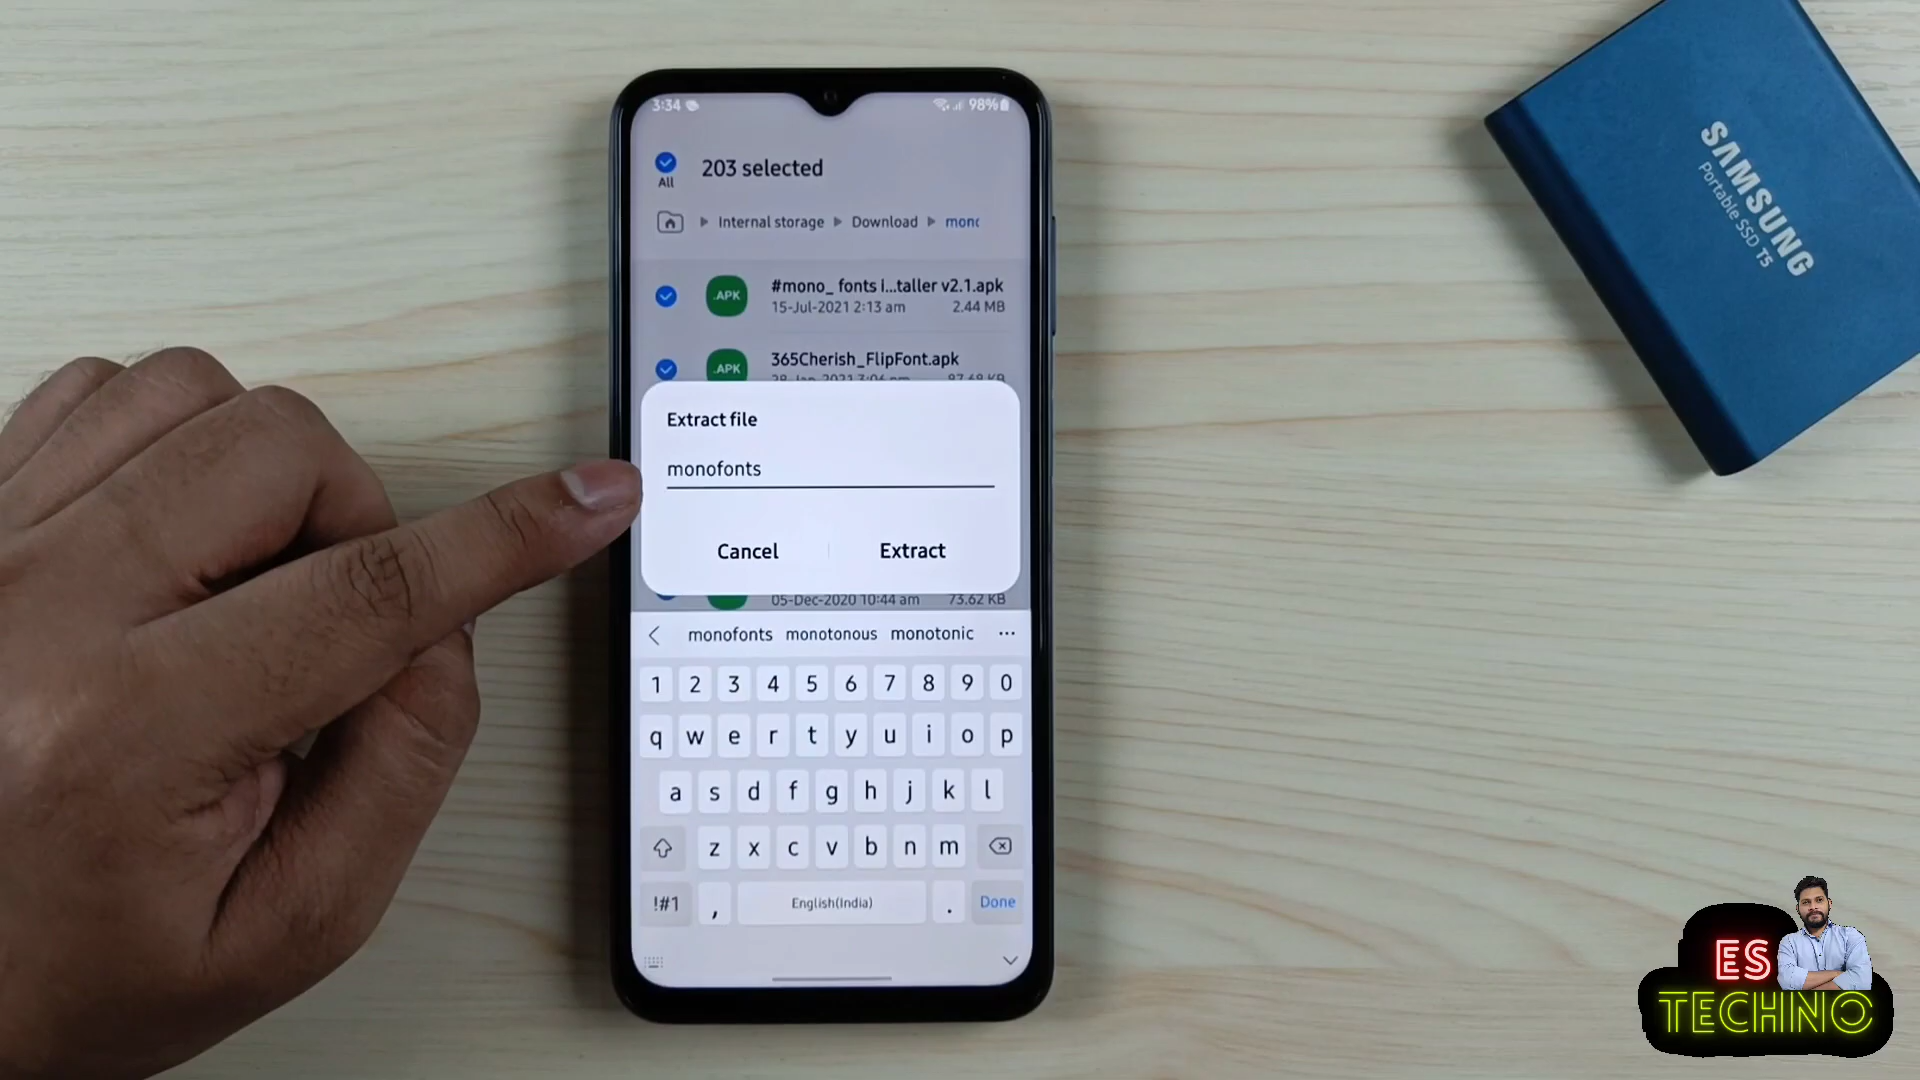 3:34
98%
All
203 selected
Internal storage
Download
monc
.APK
#mono_ fonts i...taller v2.1.apk
15-Jul-2021 2:13 am
2.44 MB
.APK
365Cherish_FlipFont.apk
Extract file
monofonts
Cancel
Extract
05-Dec-2020 10:44 am
73.62 KB
monofonts monotonous monotonic
1 2 3 4 5 6 7 8 9 0
q w e r t y u i o p
a s d f g h j k l
z x c v b n m
!#1 , English(India) . Done
SAMSUNG
Portable SSD T5
ES
TECHNO